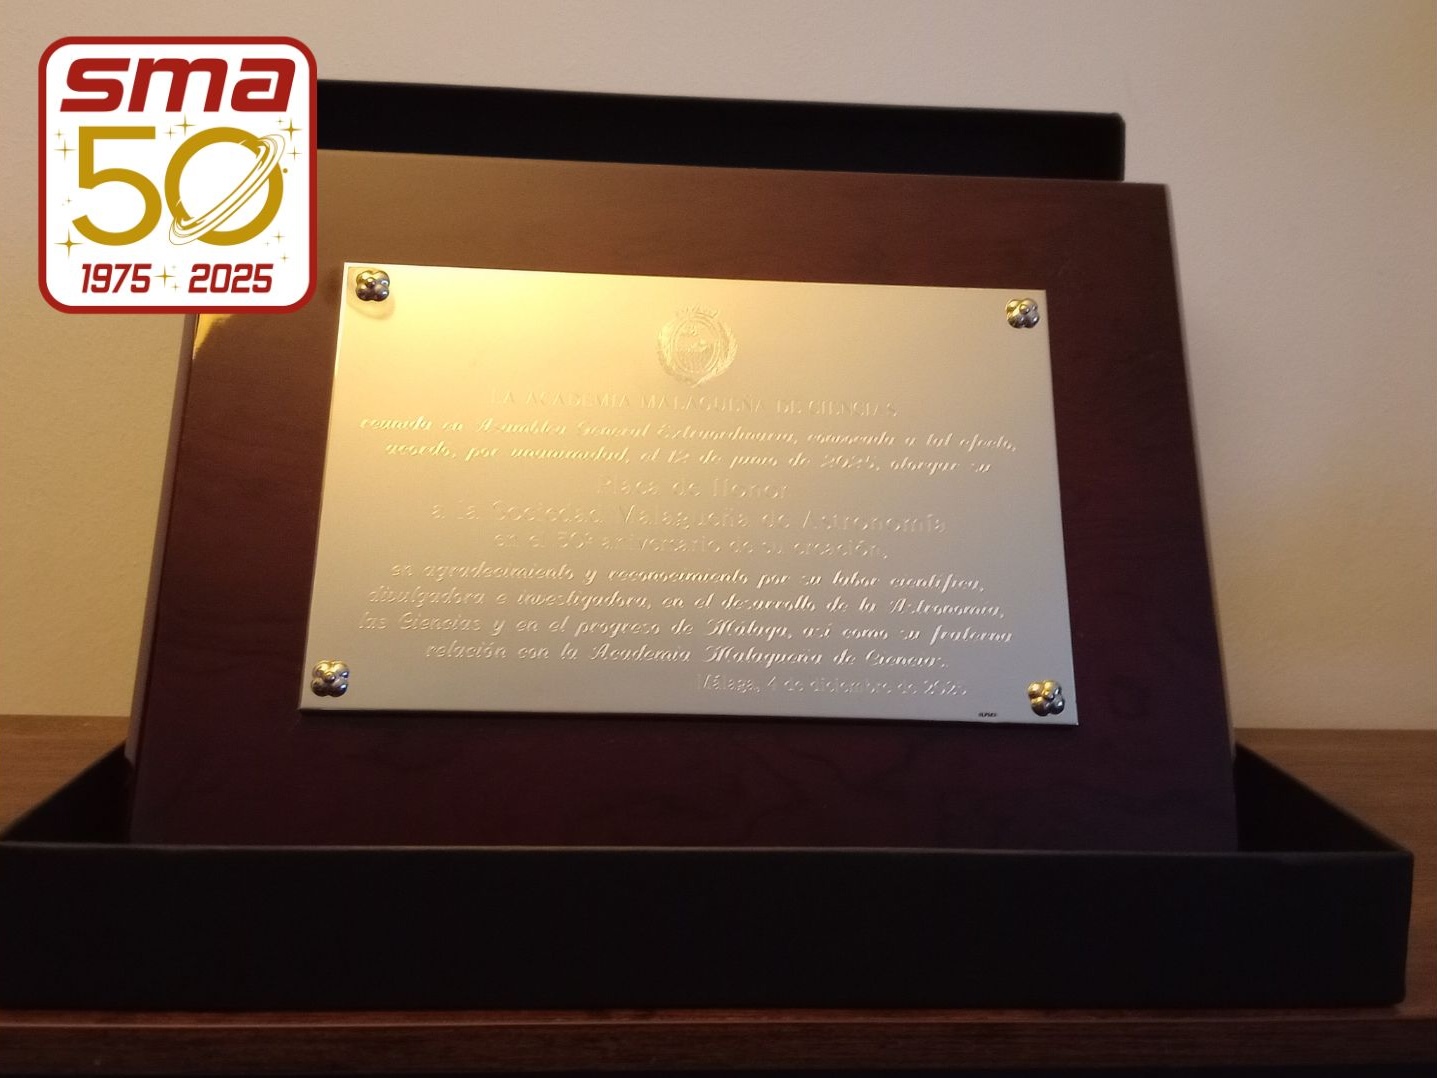 sma
50
1975 2025
LA ACADEMIA MALAGUEÑA DE CIENCIAS
reunida en Asamblea General Extraordinaria, convocada a tal efecto,
acordó, por unanimidad, el 12 de junio de 2025, otorgar su
Placa de Honor
a la Sociedad Malagueña de Astronomía
en el 50º aniversario de su creación,
en agradecimiento y reconocimiento por su labor científica,
divulgadora e investigadora, en el desarrollo de la Astronomía,
las Ciencias y en el progreso de Málaga, así como su fraterna
relación con la Academia Malagueña de Ciencias.
Málaga, 4 de diciembre de 2025